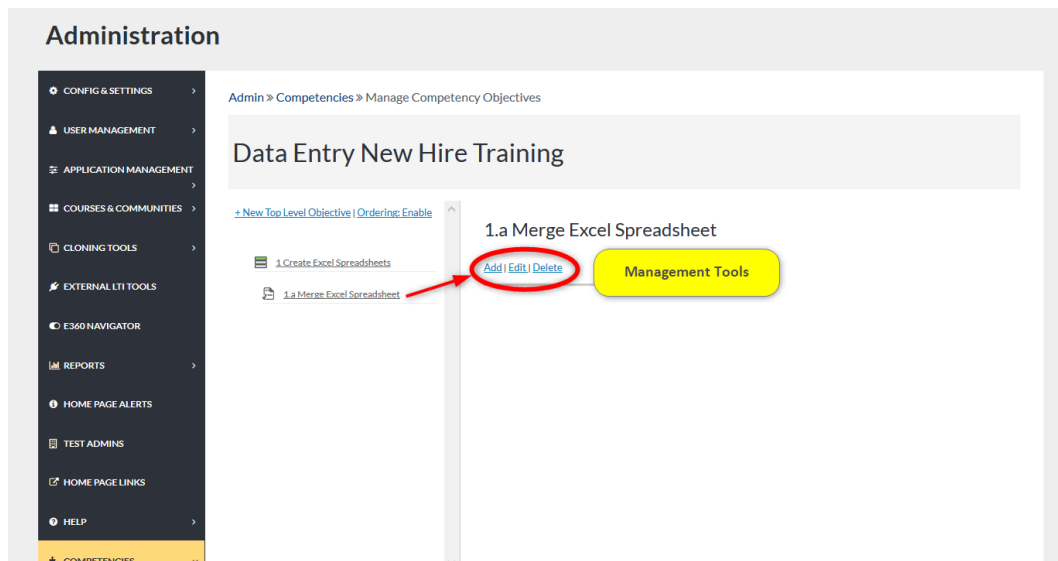 Administration
CONFIG & SETTINGS
USER MANAGEMENT
APPLICATION MANAGEMENT
COURSES & COMMUNITIES
CLONING TOOLS
EXTERNAL LTI TOOLS
E360 NAVIGATOR
REPORTS
HOME PAGE ALERTS
TEST ADMINS
HOME PAGE LINKS
HELP
COMPETENCIES
Admin » Competencies » Manage Competency Objectives
Data Entry New Hire Training
+ New Top Level Objective | Ordering: Enable
1 Create Excel Spreadsheets
1.a Merge Excel Spreadsheet
1.a Merge Excel Spreadsheet
Add | Edit | Delete
Management Tools